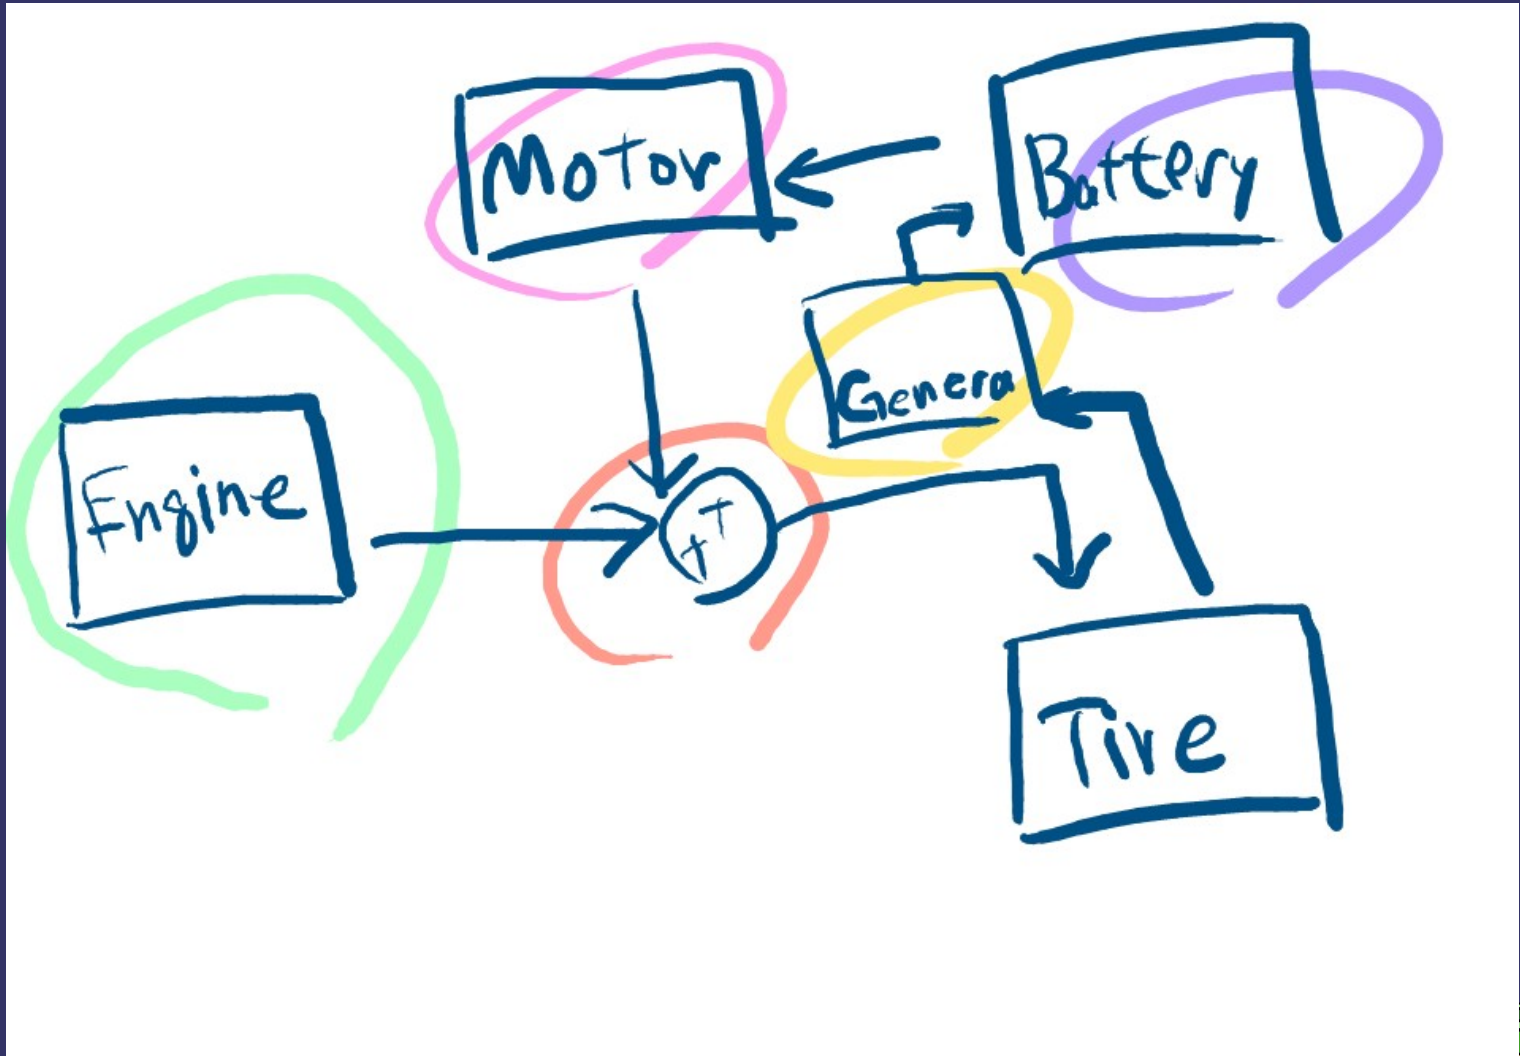 Motor
Battery
Genera
Engine
+
+
Tire